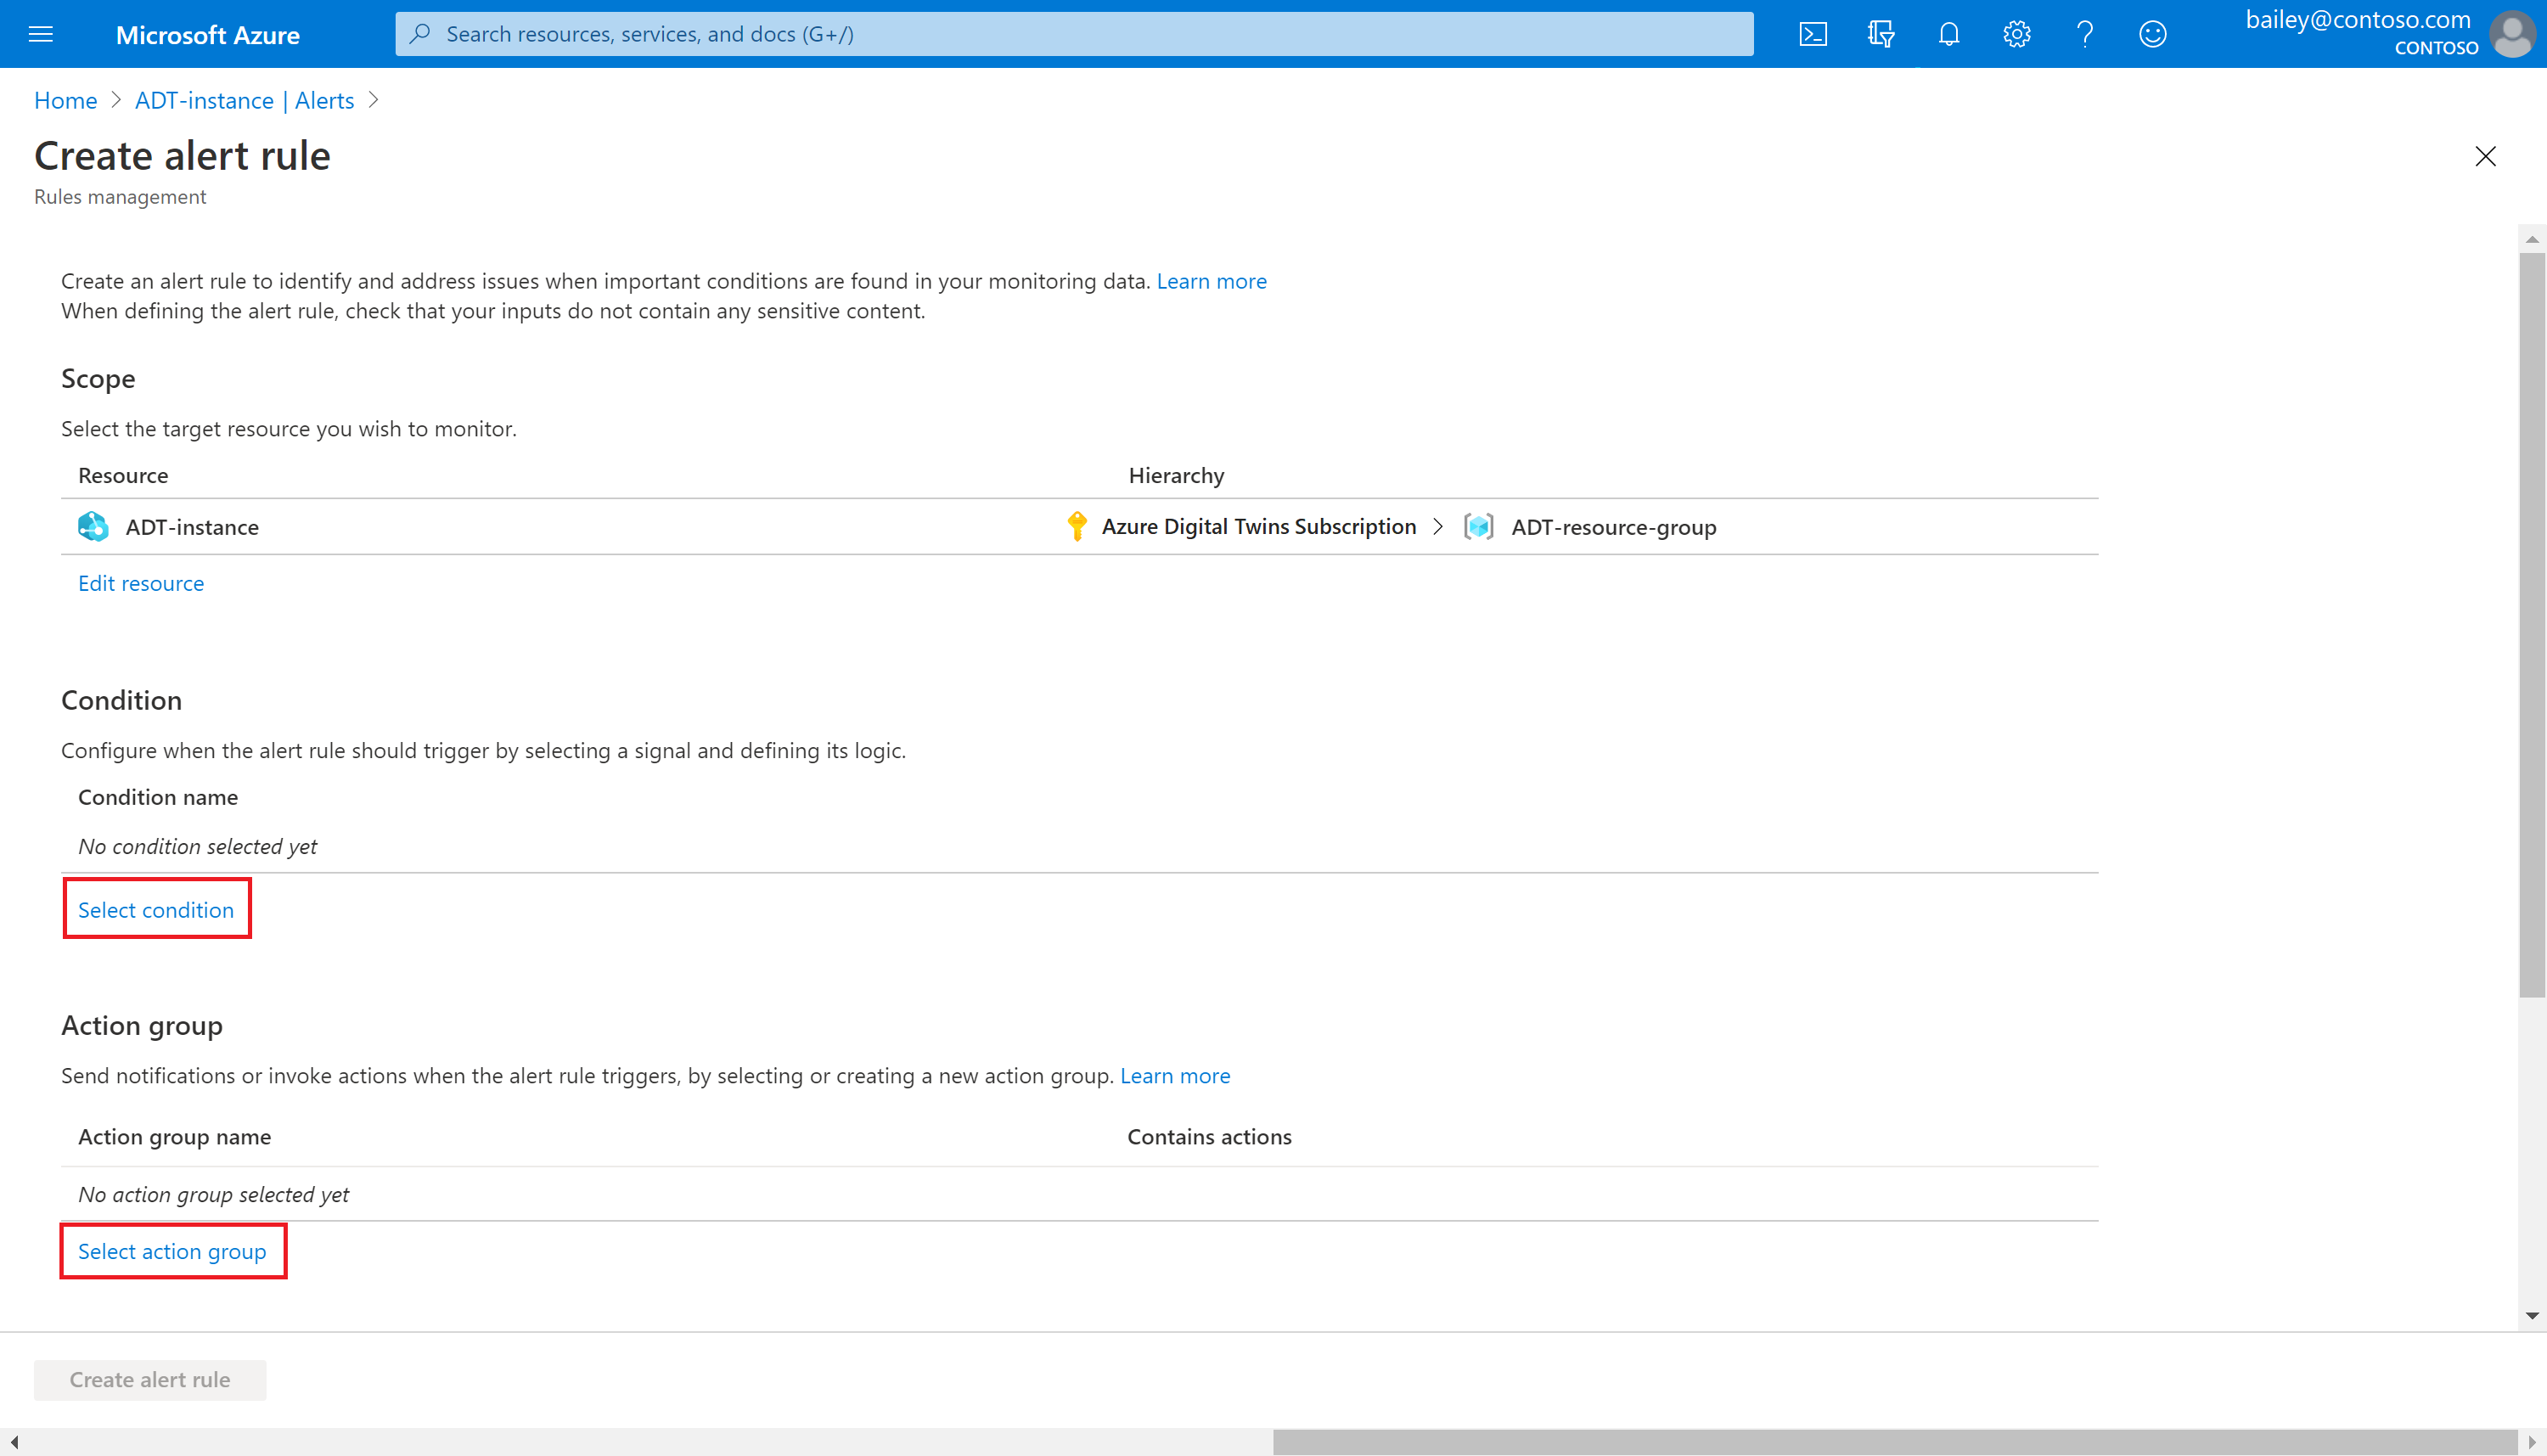 Microsoft Azure
Search resources, services, and docs (G+/)
bailey@contoso.com
CONTOSO
Home > ADT-instance | Alerts >
Create alert rule
Rules management
Create an alert rule to identify and address issues when important conditions are found in your monitoring data. Learn more
When defining the alert rule, check that your inputs do not contain any sensitive content.
Scope
Select the target resource you wish to monitor.
Resource Hierarchy
ADT-instance Azure Digital Twins Subscription > ADT-resource-group
Edit resource
Condition
Configure when the alert rule should trigger by selecting a signal and defining its logic.
Condition name
No condition selected yet
Select condition
Action group
Send notifications or invoke actions when the alert rule triggers, by selecting or creating a new action group. Learn more
Action group name Contains actions
No action group selected yet
Select action group
Create alert rule